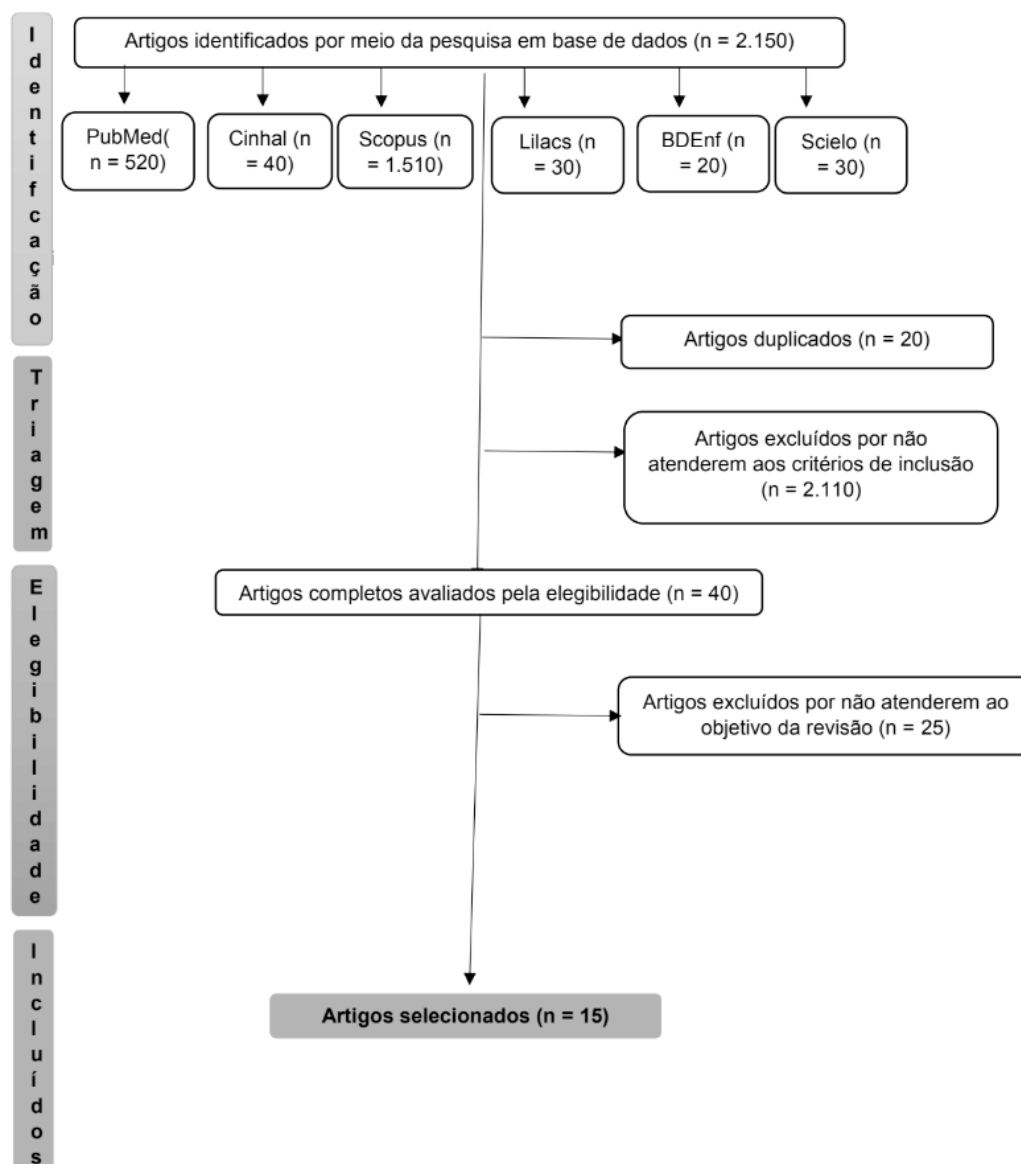 Identifcação
Artigos identificados por meio da pesquisa em base de dados (n = 2.150)
PubMed(
n = 520)
Cinhal (n
= 40)
Scopus (n
= 1.510)
Lilacs (n
= 30)
BDEnf (n
= 20)
Scielo (n
= 30)
Artigos duplicados (n = 20)
Triagem
Artigos excluídos por não
atenderem aos critérios de inclusão
(n = 2.110)
Elegibilidade
Artigos completos avaliados pela elegibilidade (n = 40)
Artigos excluídos por não atenderem ao
objetivo da revisão (n = 25)
Incluídos
Artigos selecionados (n = 15)